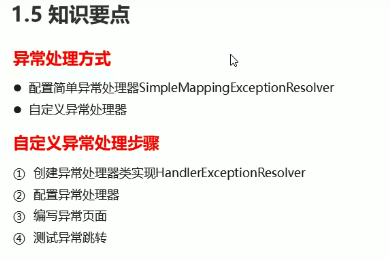 1.5 知识要点
异常处理方式
● 配置简单异常处理器SimpleMappingExceptionResolver
● 自定义异常处理器
自定义异常处理步骤
① 创建异常处理器类实现HandlerExceptionResolver
② 配置异常处理器
③ 编写异常页面
④ 测试异常跳转